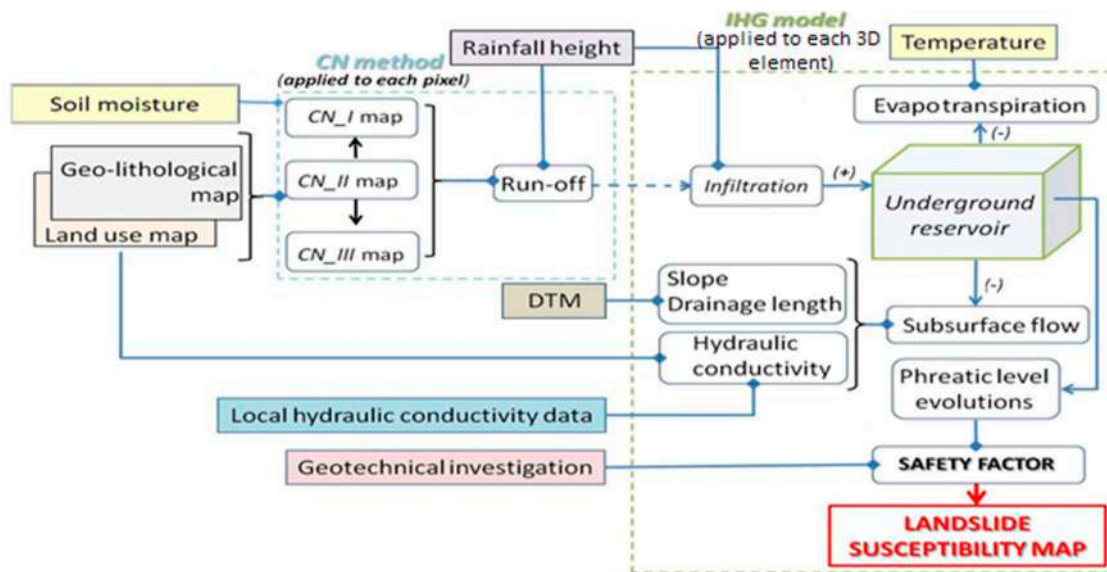 IHG model
(applied to each 3D
element)
Rainfall height
Temperature
CN method
(applied to each pixel)
Soil moisture
CN_I map
Evapo transpiration
(-)
Geo-lithological
map
Land use map
CN_II map
Run-off
Infiltration
(+)
Underground
reservoir
CN_III map
(-)
DTM
Slope
Drainage length
Subsurface flow
Hydraulic
conductivity
Phreatic level
evolutions
Local hydraulic conductivity data
Geotechnical investigation
SAFETY FACTOR
LANDSLIDE
SUSCEPTIBILITY MAP